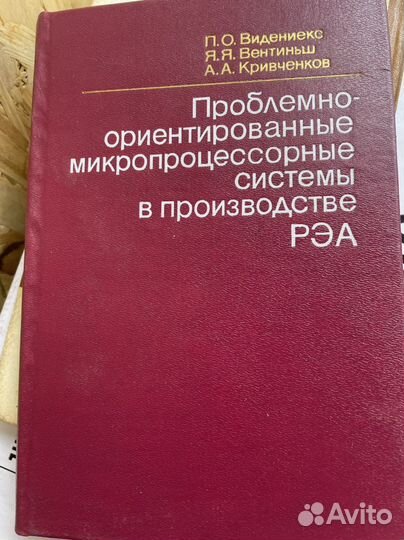 П.О. Видениекс
Я.Я. Вентиньш
А.А. Кривченков
Проблемно-
ориентированные
микропроцессорные
системы
в производстве
РЭА
Avito